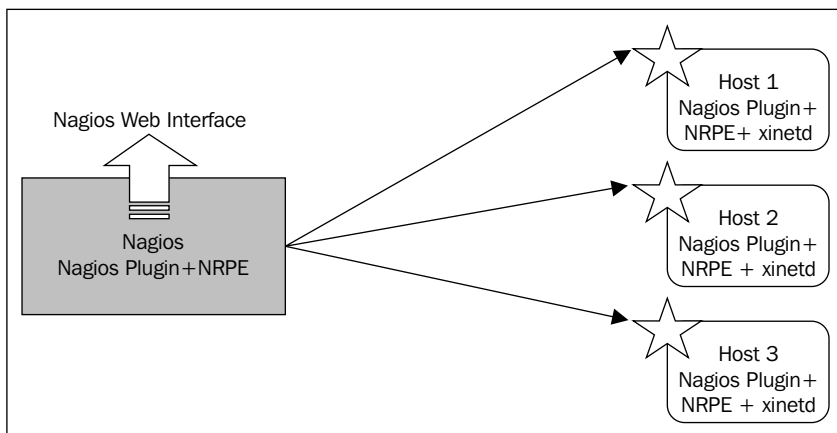 Nagios Web Interface
Nagios
Nagios Plugin+NRPE
Host 1
Nagios Plugin+
NRPE+ xinetd
Host 2
Nagios Plugin+
NRPE + xinetd
Host 3
Nagios Plugin+
NRPE + xinetd